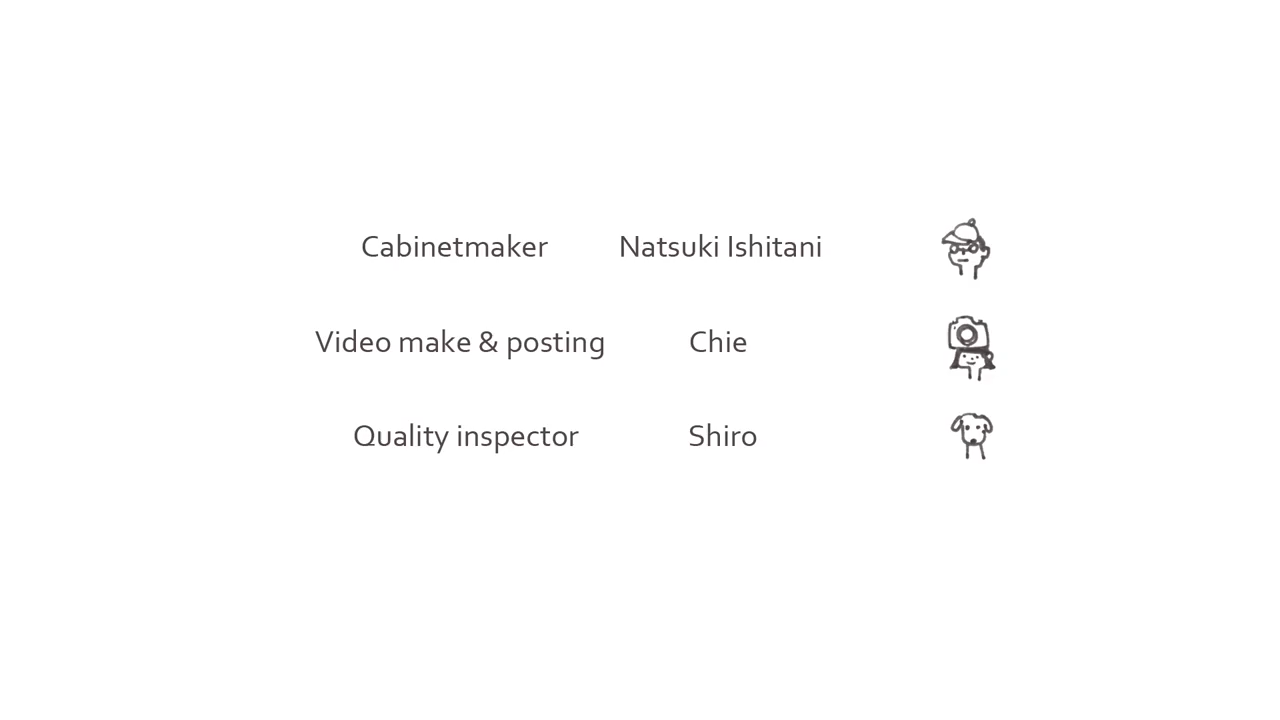 Cabinetmaker Natsuki Ishitani
Video make & posting Chie
Quality inspector Shiro